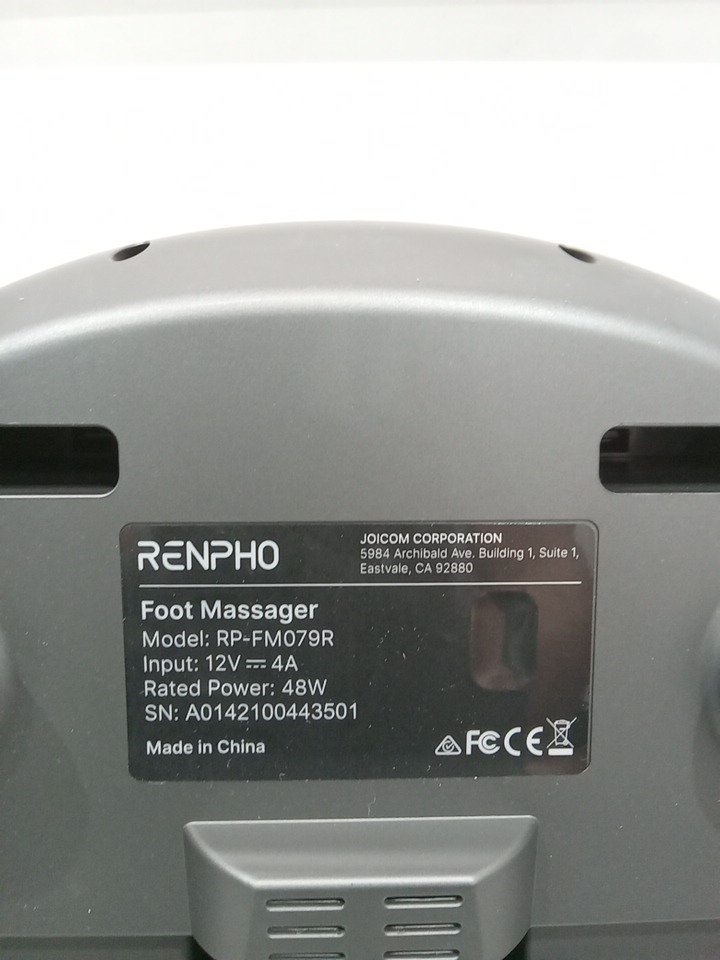 RENPHO
JOICOM CORPORATION
5984 Archibald Ave. Building 1, Suite 1,
Eastvale, CA 92880
Foot Massager
Model: RP-FM079R
Input: 12V ⎓ 4A
Rated Power: 48W
SN: A0142100443501
Made in China
FC CE